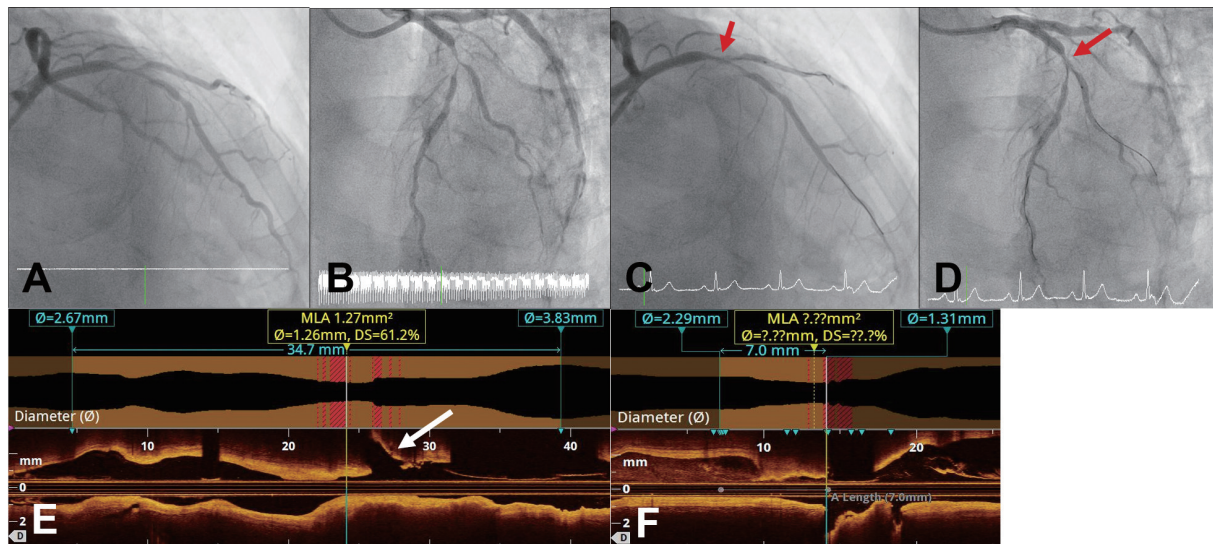 A
B
C
D
Ø=2.67mm
MLA 1.27mm²
Ø=1.26mm, DS=61.2%
Ø=3.83mm
34.7 mm
Diameter (Ø)
10
20
30
40
mm
0
2
D
E
Ø=2.29mm
MLA ?.??mm²
Ø=?.??mm, DS=??.?%
Ø=1.31mm
7.0 mm
Diameter (Ø)
10
20
mm
0
A Length (7.0mm)
2
D
F